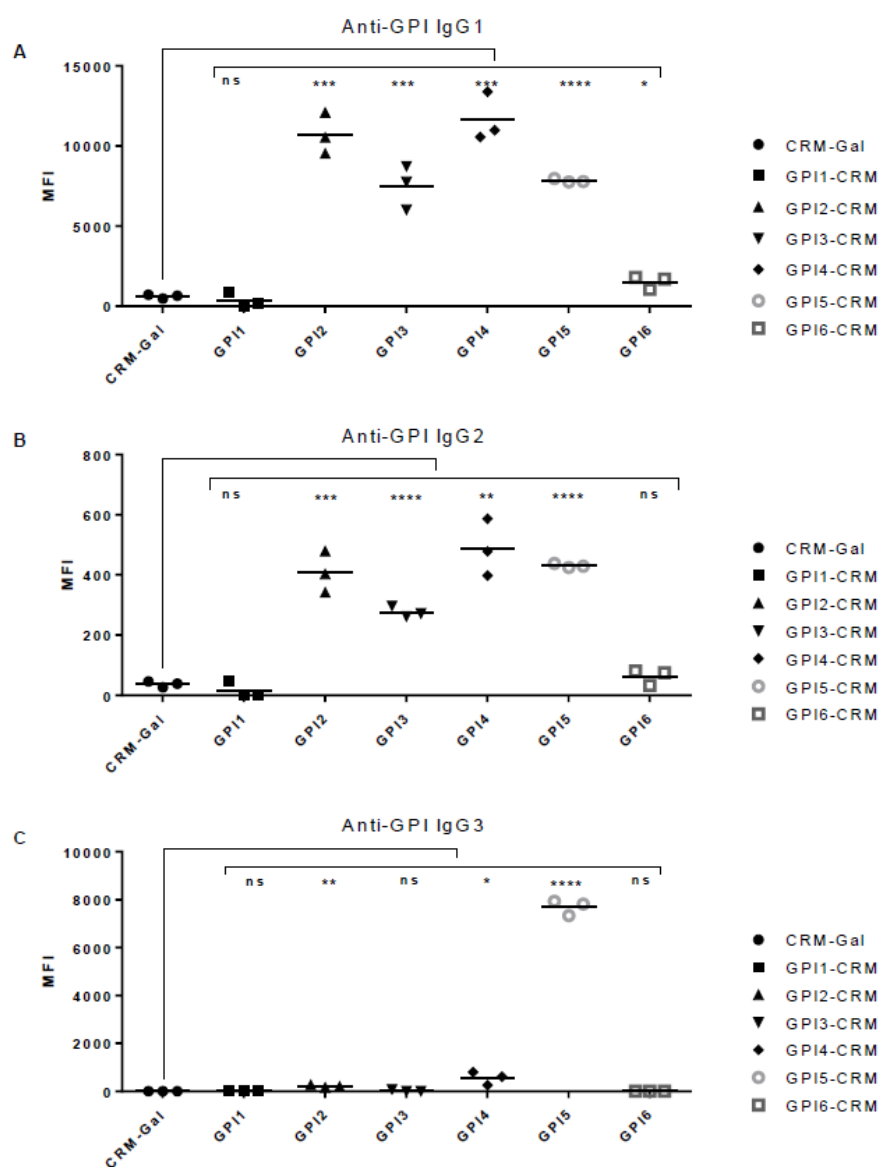 Anti-GPI IgG1
A
15000
10000
5000
0
MFI
ns
***
***
***
****
*
CRM-Gal
GPI1
GPI2
GPI3
GPI4
GPI5
GPI6
CRM-Gal
GPI1-CRM
GPI2-CRM
GPI3-CRM
GPI4-CRM
GPI5-CRM
GPI6-CRM
B
Anti-GPI IgG2
800
600
400
200
0
MFI
ns
***
****
**
****
ns
CRM-Gal
GPI1
GPI2
GPI3
GPI4
GPI5
GPI6
CRM-Gal
GPI1-CRM
GPI2-CRM
GPI3-CRM
GPI4-CRM
GPI5-CRM
GPI6-CRM
C
Anti-GPI IgG3
10000
8000
6000
4000
2000
0
MFI
ns
**
ns
*
****
ns
CRM-Gal
GPI1
GPI2
GPI3
GPI4
GPI5
GPI6
CRM-Gal
GPI1-CRM
GPI2-CRM
GPI3-CRM
GPI4-CRM
GPI5-CRM
GPI6-CRM